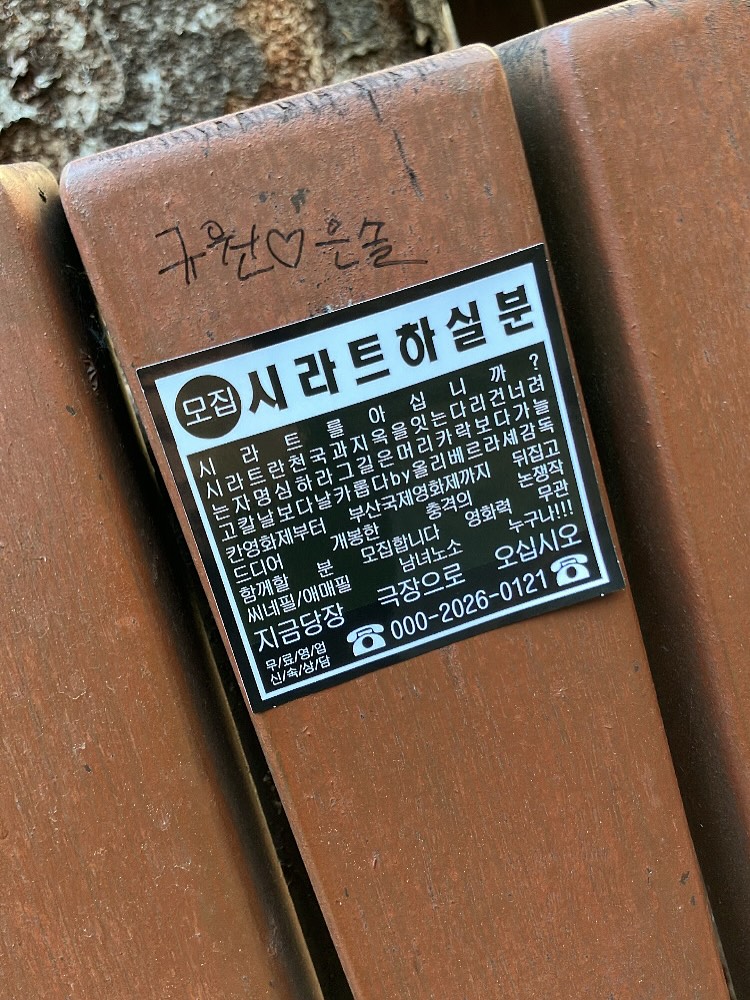 ♡은솔
모집 시라트하실분
시 라 트 를 아 십 니 까 ?
시라트란천국과지옥을잇는다리건너려
는자명심하라그길은머리카락보다가늘
고칼날보다날카롭다by올리베르라셰감독
칸영화제부터 부산국제영화제까지 뒤집고
드디어 개봉한 충격의 논쟁작
함께할 분 모집합니다 영화력 무관
씨네필/애매필 남녀노소 누구나!!!
지금당장 극장으로 오십시오
무/료/영/업
신/속/상/담
☎000-2026-0121☎